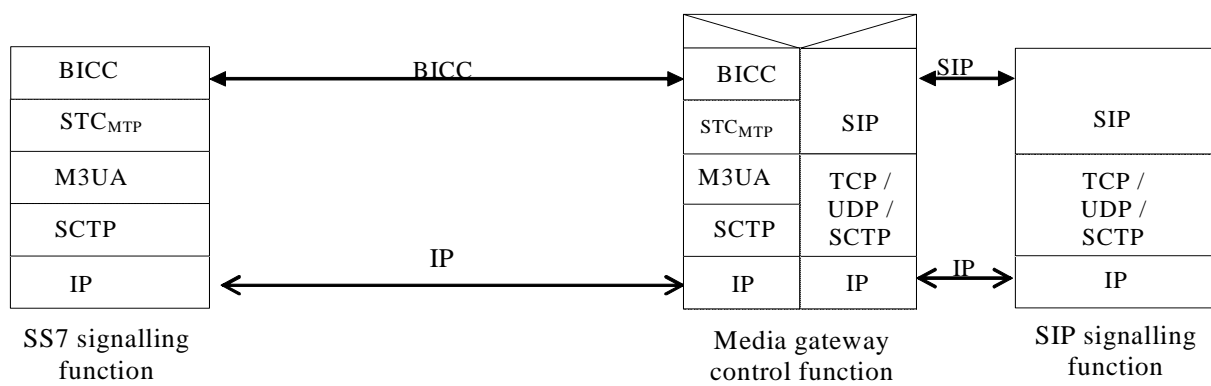 BICC
STCMTP
M3UA
SCTP
IP
SS7 signalling
function
BICC
IP
BICC
STCMTP
M3UA
SCTP
IP
SIP
TCP /
UDP /
SCTP
IP
Media gateway
control function
SIP
IP
SIP
TCP /
UDP /
SCTP
IP
SIP signalling
function